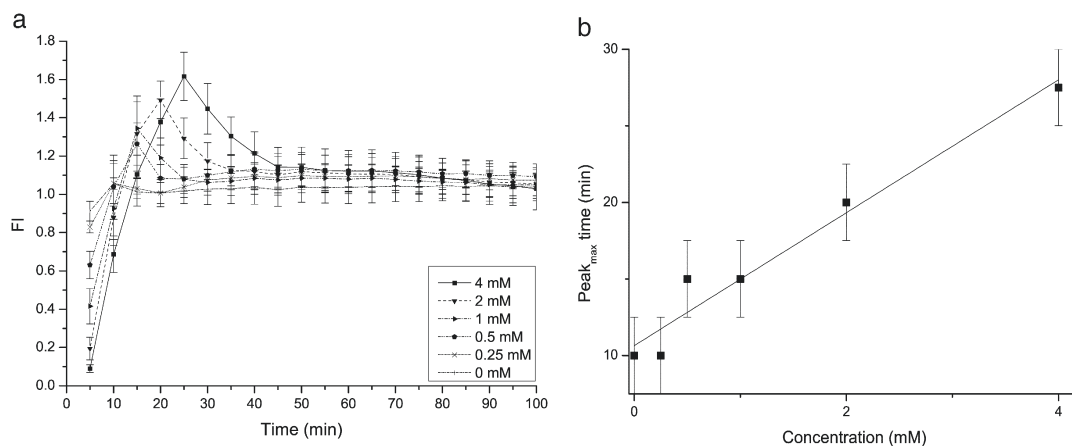 a
1.8
1.6
1.4
1.2
1.0
0.8
0.6
0.4
0.2
0.0
FI
0 10 20 30 40 50 60 70 80 90 100
Time (min)
4 mM
2 mM
1 mM
0.5 mM
0.25 mM
0 mM
b
30
20
10
Peakmax time (min)
0 2 4
Concentration (mM)